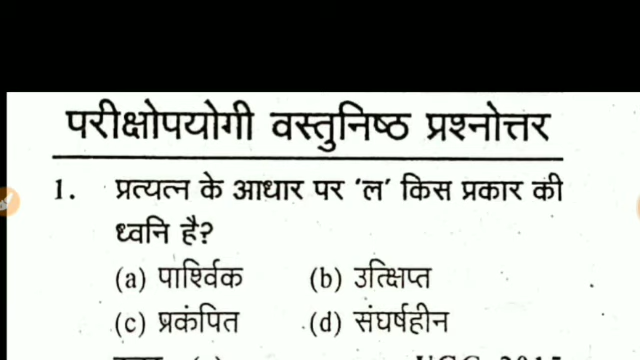 परीक्षोपयोगी वस्तुनिष्ठ प्रश्नोत्तर
1. प्रत्यत्न के आधार पर 'ल' किस प्रकार की
ध्वनि है?
(a) पार्श्विक (b) उत्क्षिप्त
(c) प्रकंपित (d) संघर्षहीन